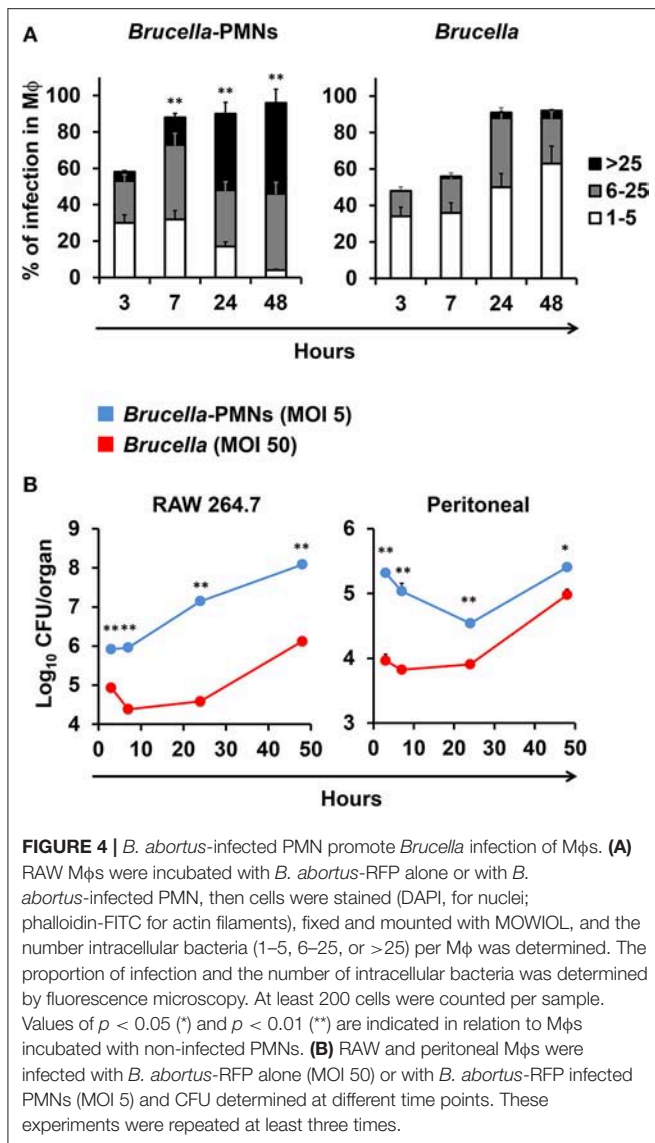 A
Brucella-PMNs
Brucella
% of infection in Mϕ
100
80
60
40
20
0
** ** **
3 7 24 48
100
80
60
40
20
0
3 7 24 48
>25
6-25
1-5
Hours
Brucella-PMNs (MOI 5)
Brucella (MOI 50)
B
RAW 264.7
Peritoneal
Log10 CFU/organ
9
8
7
6
5
4
**** ** **
0 10 20 30 40 50
6
5
4
3
** ** ** *
0 10 20 30 40 50
Hours
FIGURE 4 | B. abortus-infected PMN promote Brucella infection of Mϕs. (A)
RAW Mϕs were incubated with B. abortus-RFP alone or with B.
abortus-infected PMN, then cells were stained (DAPI, for nuclei;
phalloidin-FITC for actin filaments), fixed and mounted with MOWIOL, and the
number intracellular bacteria (1–5, 6–25, or >25) per Mϕ was determined. The
proportion of infection and the number of intracellular bacteria was determined
by fluorescence microscopy. At least 200 cells were counted per sample.
Values of p < 0.05 (*) and p < 0.01 (**) are indicated in relation to Mϕs
incubated with non-infected PMNs. (B) RAW and peritoneal Mϕs were
infected with B. abortus-RFP alone (MOI 50) or with B. abortus-RFP infected
PMNs (MOI 5) and CFU determined at different time points. These
experiments were repeated at least three times.